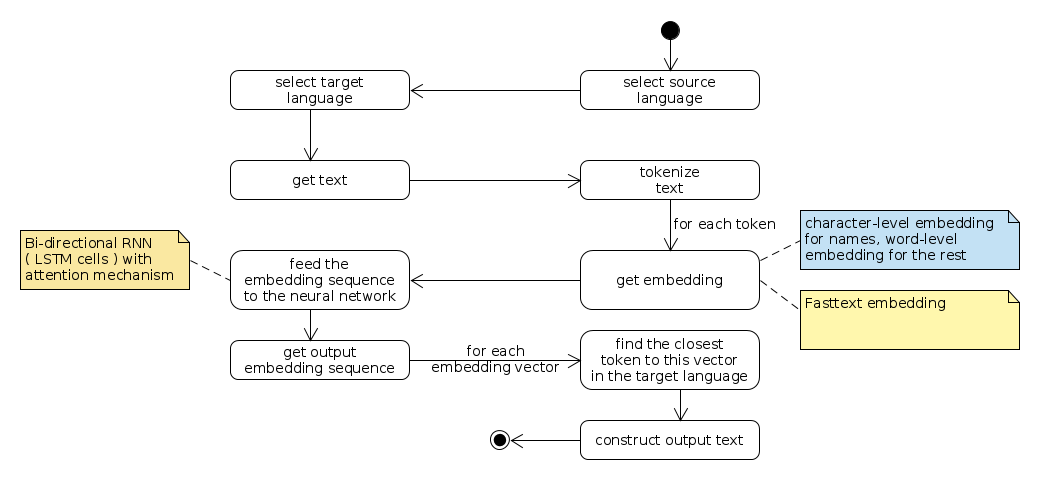 select source
language
select target
language
get text
tokenize
text
for each token
get embedding
character-level embedding
for names, word-level
embedding for the rest
Fasttext embedding
feed the
embedding sequence
to the neural network
Bi-directional RNN
( LSTM cells ) with
attention mechanism
get output
embedding sequence
for each
embedding vector
find the closest
token to this vector
in the target language
construct output text